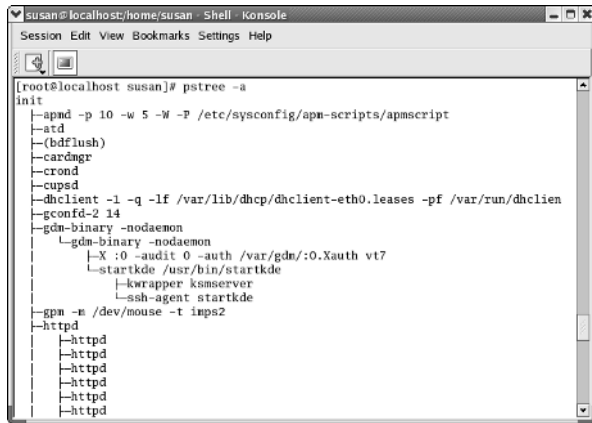 susan@localhost:/home/susan - Shell - Konsole
Session Edit View Bookmarks Settings Help
[root@localhost susan]# pstree -a
init
├─apmd -p 10 -w 5 -W -P /etc/sysconfig/apm-scripts/apmscript
├─atd
├─(bdflush)
├─cardmgr
├─crond
├─cupsd
├─dhclient -1 -q -lf /var/lib/dhcp/dhclient-eth0.leases -pf /var/run/dhclien
├─gconfd-2 14
├─gdm-binary -nodaemon
│   └─gdm-binary -nodaemon
│       ├─X :0 -audit 0 -auth /var/gdm/:0.Xauth vt7
│       └─startkde /usr/bin/startkde
│           ├─kwrapper ksmserver
│           └─ssh-agent startkde
├─gpm -m /dev/mouse -t imps2
├─httpd
│   ├─httpd
│   ├─httpd
│   ├─httpd
│   ├─httpd
│   ├─httpd
│   ├─httpd